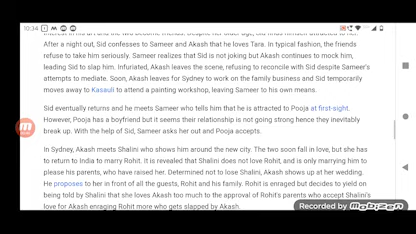 10:34
After a night out, Sid confesses to Sameer and Akash that he loves Tara. In typical fashion, the friends
refuse to take him seriously. Sameer realizes that Sid is not joking but Akash continues to mock him,
leading Sid to slap him. Infuriated, Akash leaves the scene, refusing to reconcile with Sid despite Sameer's
attempts to mediate. Soon, Akash leaves for Sydney to work on the family business and Sid temporarily
moves away to Kasauli to attend a painting workshop, leaving Sameer to his own means.
Sid eventually returns and he meets Sameer who tells him that he is attracted to Pooja at first-sight.
However, Pooja has a boyfriend but it seems their relationship is not going strong hence they inevitably
break up. With the help of Sid, Sameer asks her out and Pooja accepts.
In Sydney, Akash meets Shalini who shows him around the new city. The two soon fall in love, but she has
to return to India to marry Rohit. It is revealed that Shalini does not love Rohit, and is only marrying him to
please his parents, who have raised her. Determined not to lose Shalini, Akash shows up at her wedding.
He proposes to her in front of all the guests, Rohit and his family. Rohit is enraged but decides to yield on
being told by Shalini that she loves Akash too much to the approval of Rohit's parents who accept Shalini's
love for Akash enraging Rohit more who gets slapped by Akash.
Recorded by MOBIZEN